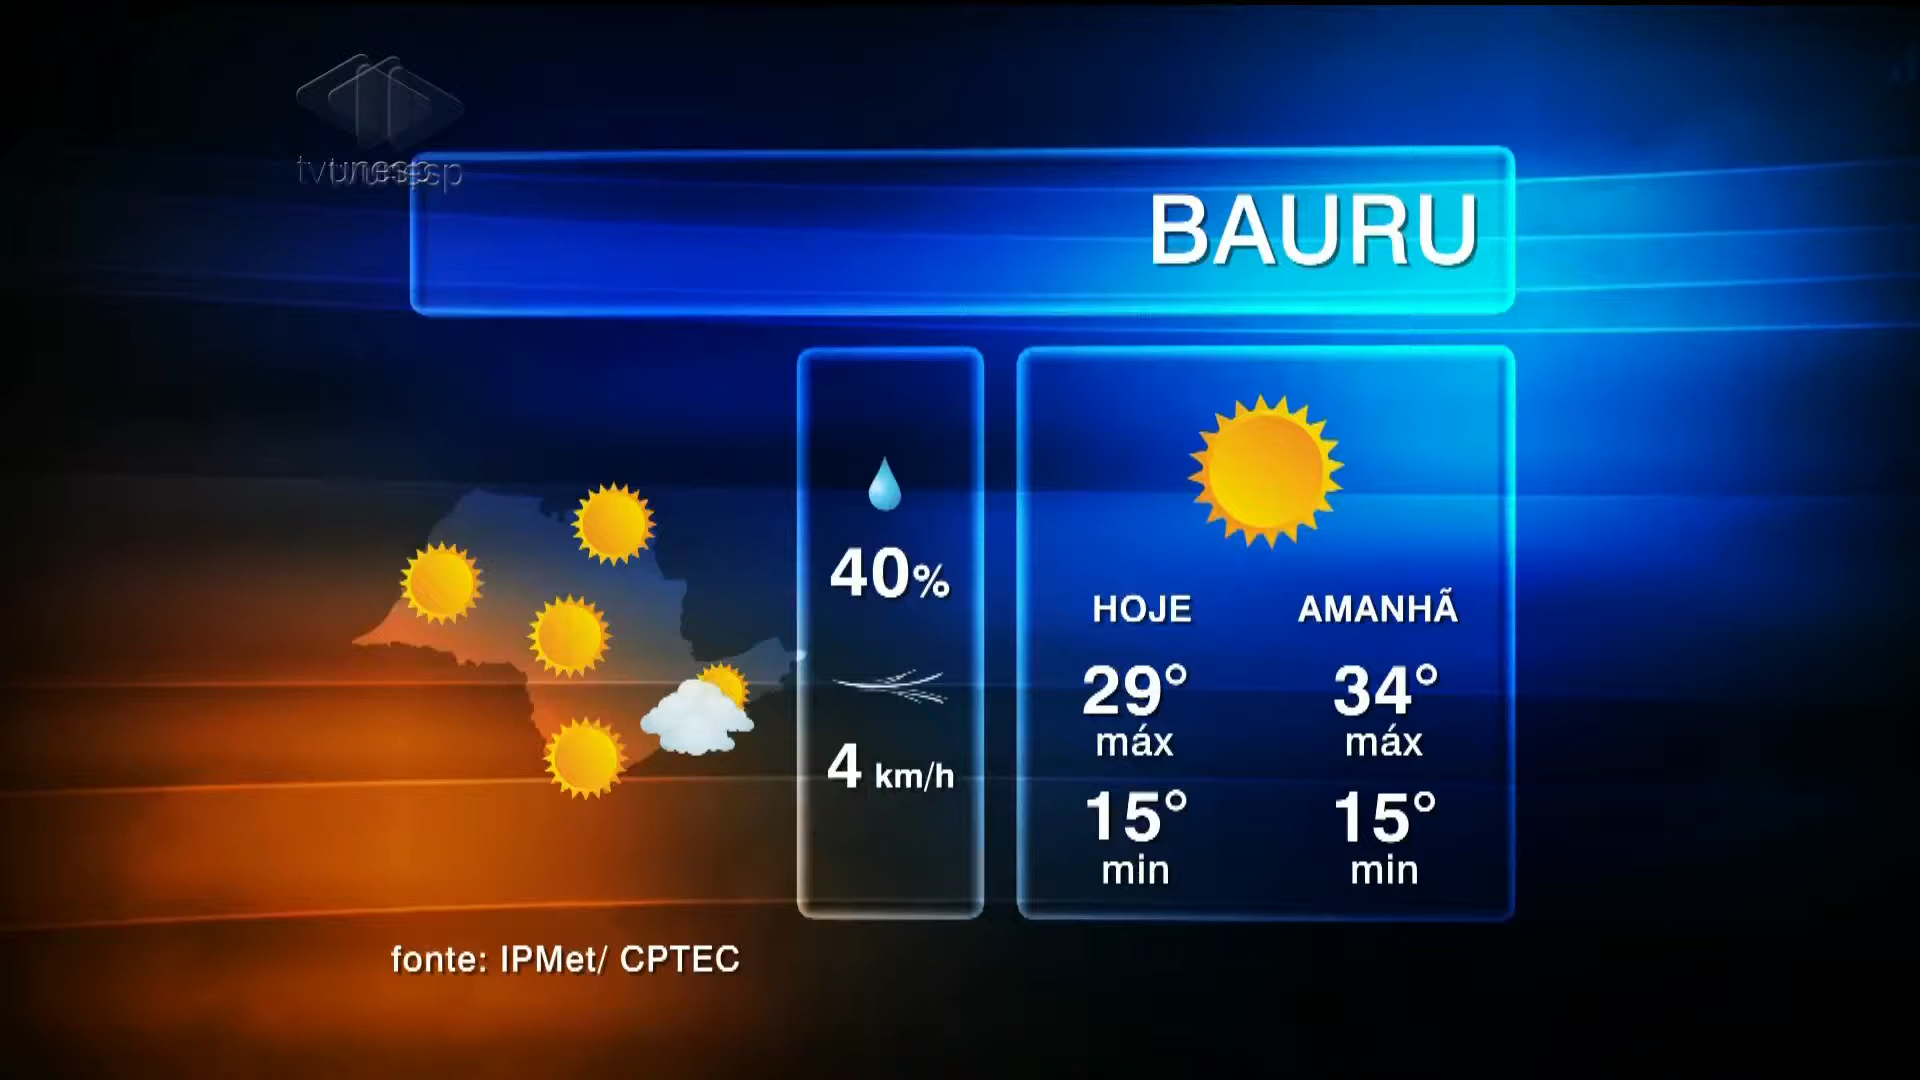 tvunesp
BAURU
40%
4 km/h
HOJE AMANHÃ
29° 34°
máx máx
15° 15°
min min
fonte: IPMet/ CPTEC